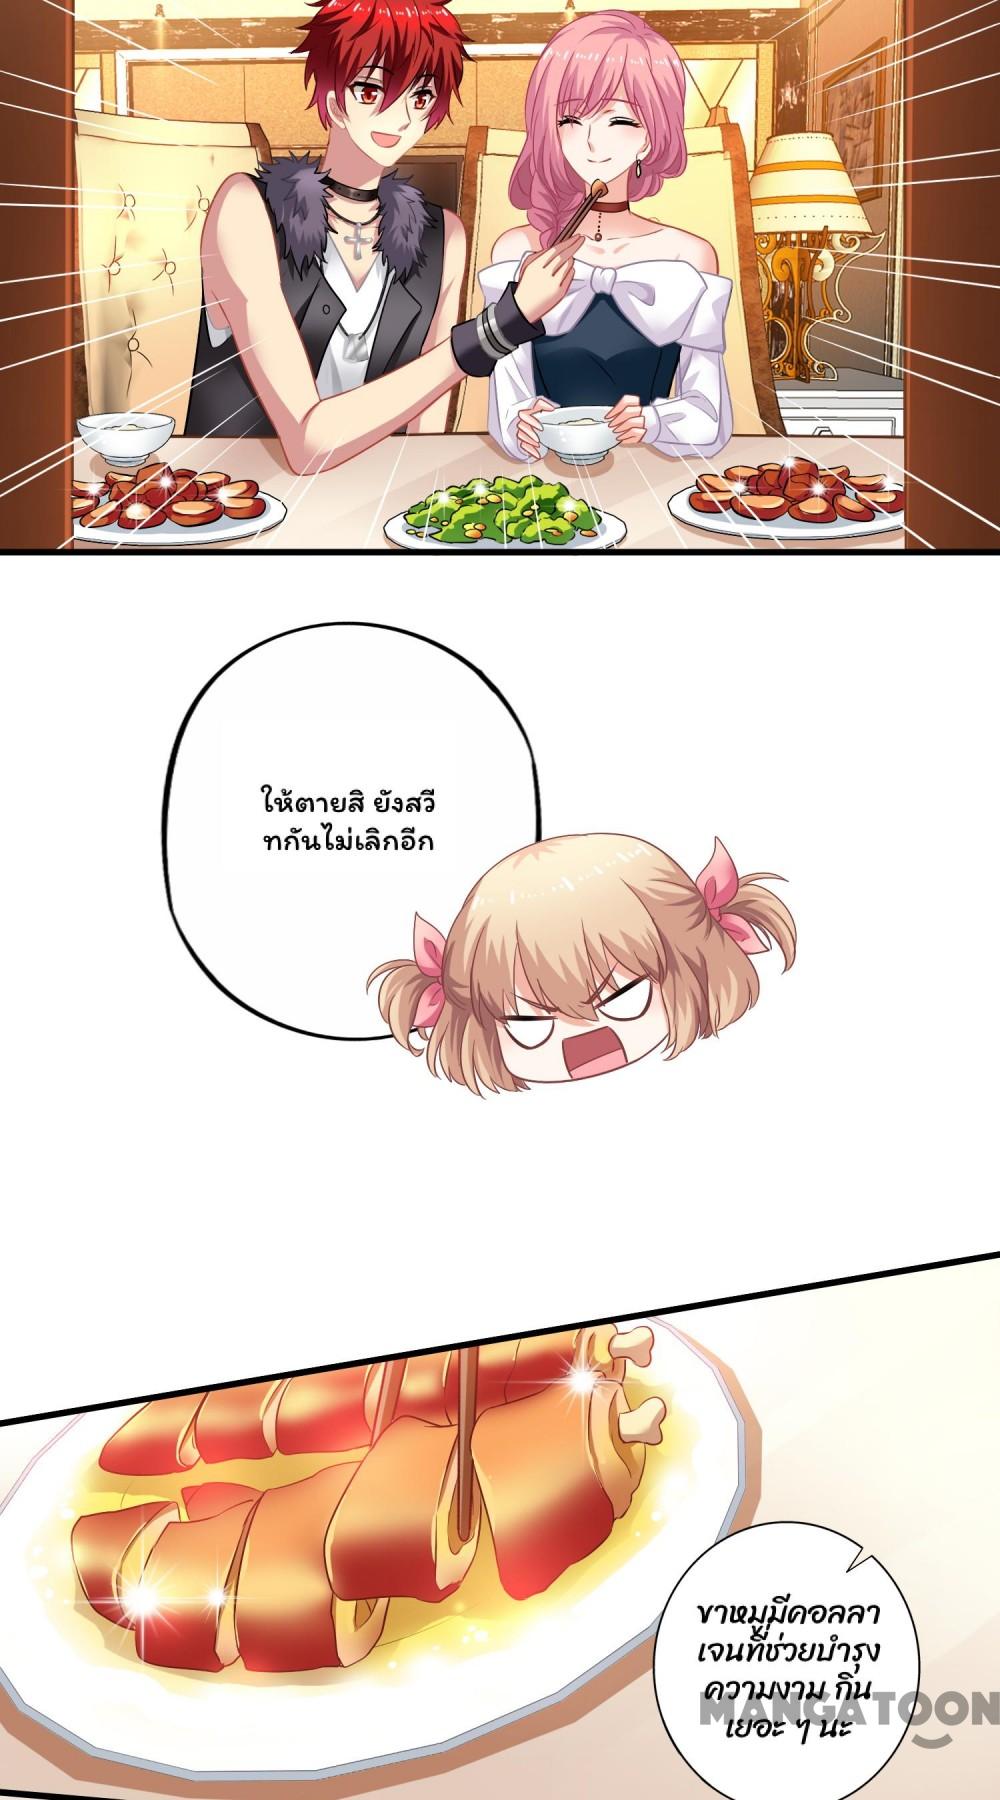 ให้ตายสิ ยังสวี
ทกันไม่เลิกอีก
ขาหมูมีคอลลา
เจนที่ช่วยบำรุง
ความงาม กิน
เยอะ ๆ นะ
MANGATOON